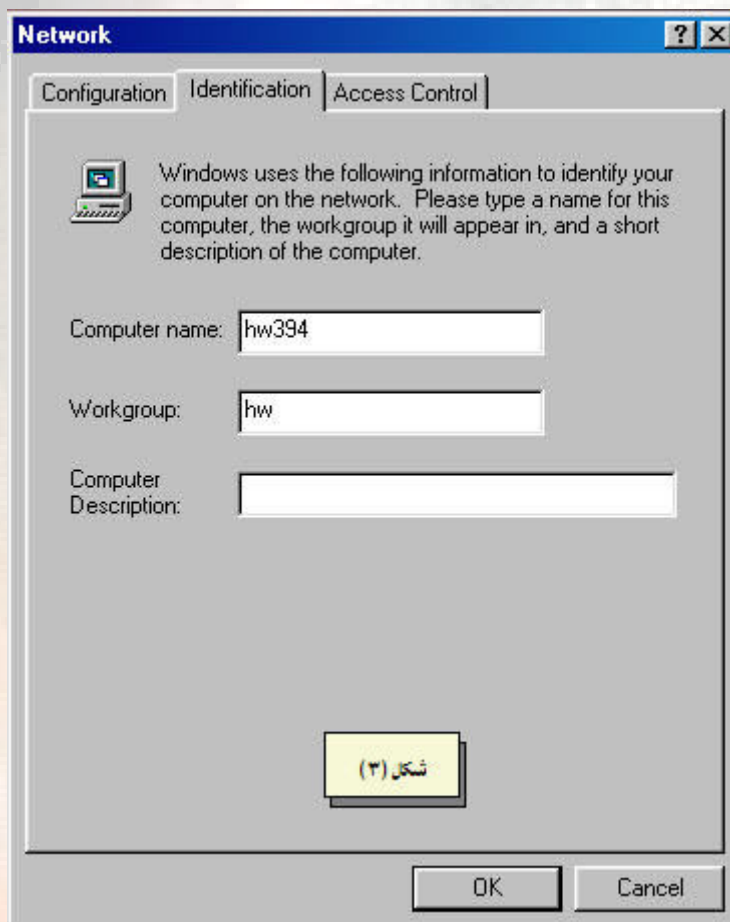 Network
Configuration Identification Access Control
Windows uses the following information to identify your
computer on the network. Please type a name for this
computer, the workgroup it will appear in, and a short
description of the computer.
Computer name: hw394
Workgroup: hw
Computer
Description:
شكل (٣)
OK Cancel